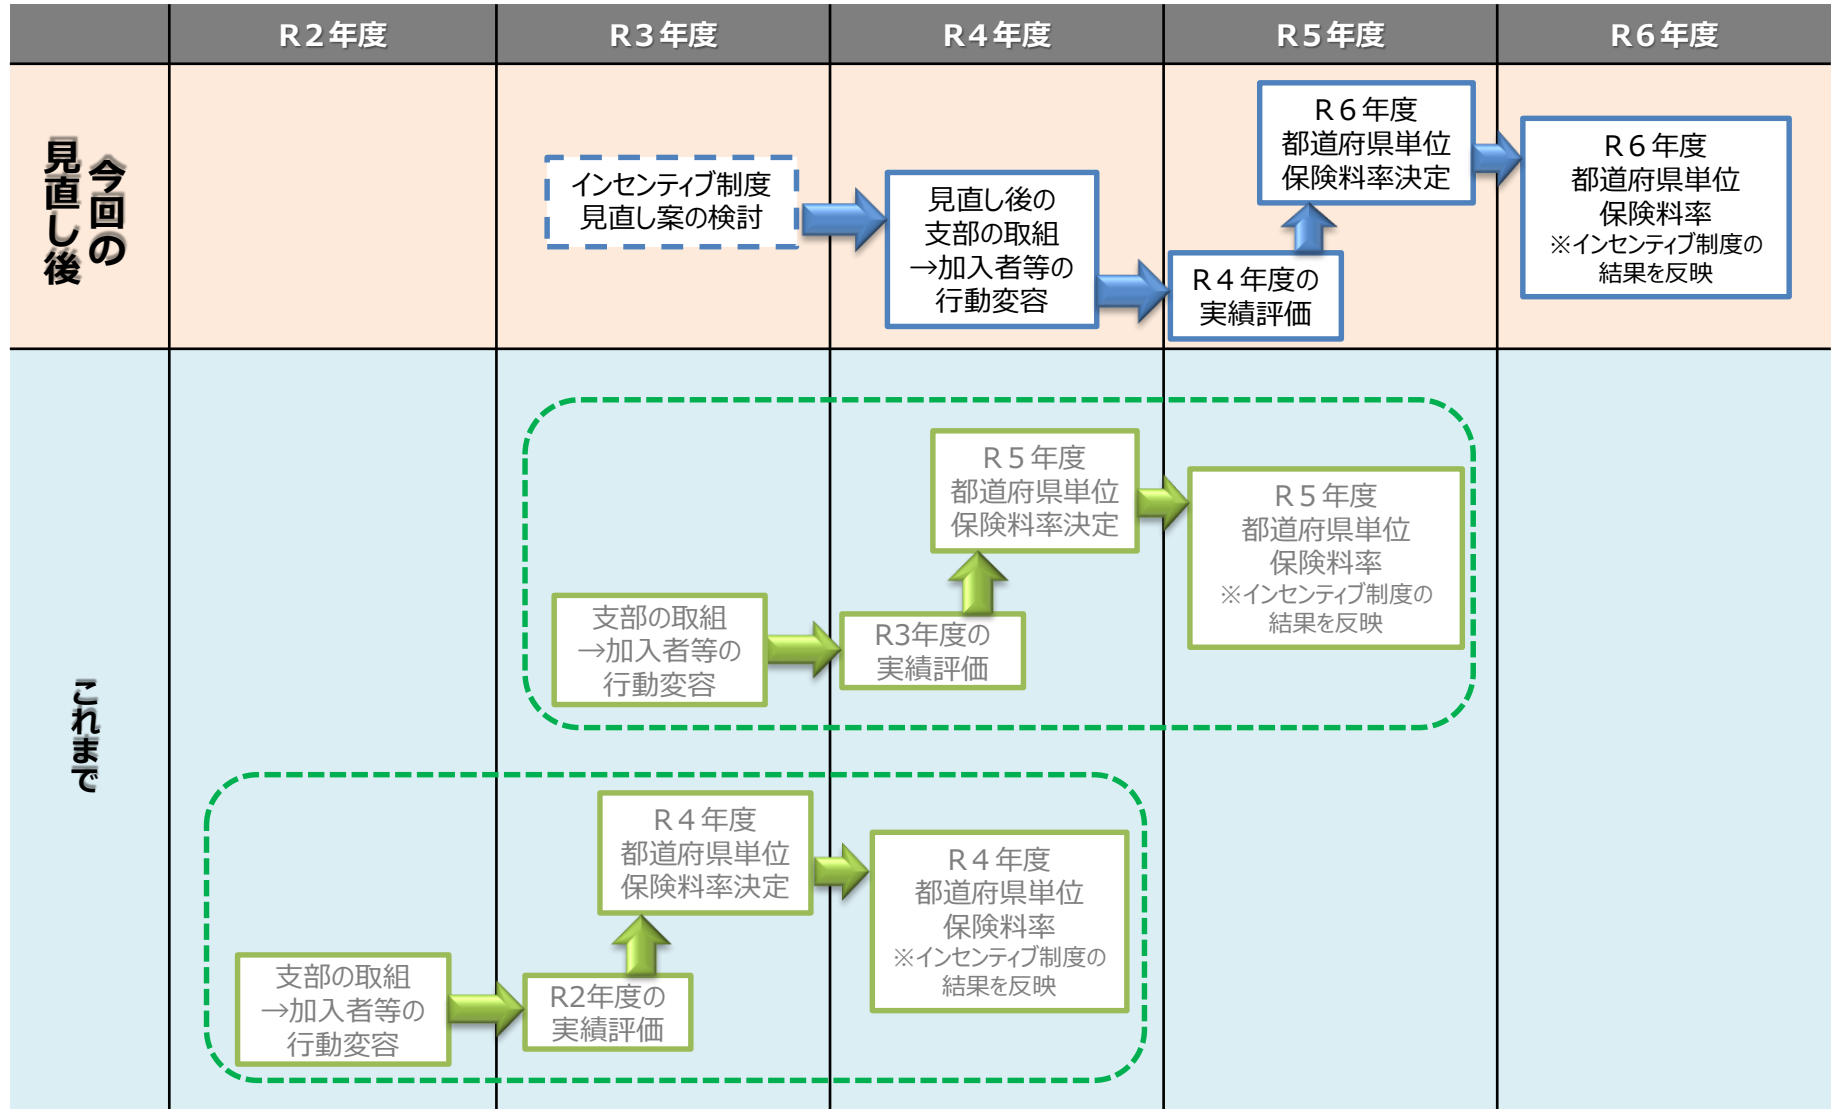 R2年度
R3年度
R4年度
R5年度
R6年度
今回の
見直し後
インセンティブ制度
見直し案の検討
見直し後の
支部の取組
→加入者等の
行動変容
R4年度の
実績評価
R6年度
都道府県単位
保険料率決定
R6年度
都道府県単位
保険料率
※インセンティブ制度の
結果を反映
これまで
支部の取組
→加入者等の
行動変容
R3年度の
実績評価
R5年度
都道府県単位
保険料率決定
R5年度
都道府県単位
保険料率
※インセンティブ制度の
結果を反映
支部の取組
→加入者等の
行動変容
R2年度の
実績評価
R4年度
都道府県単位
保険料率決定
R4年度
都道府県単位
保険料率
※インセンティブ制度の
結果を反映